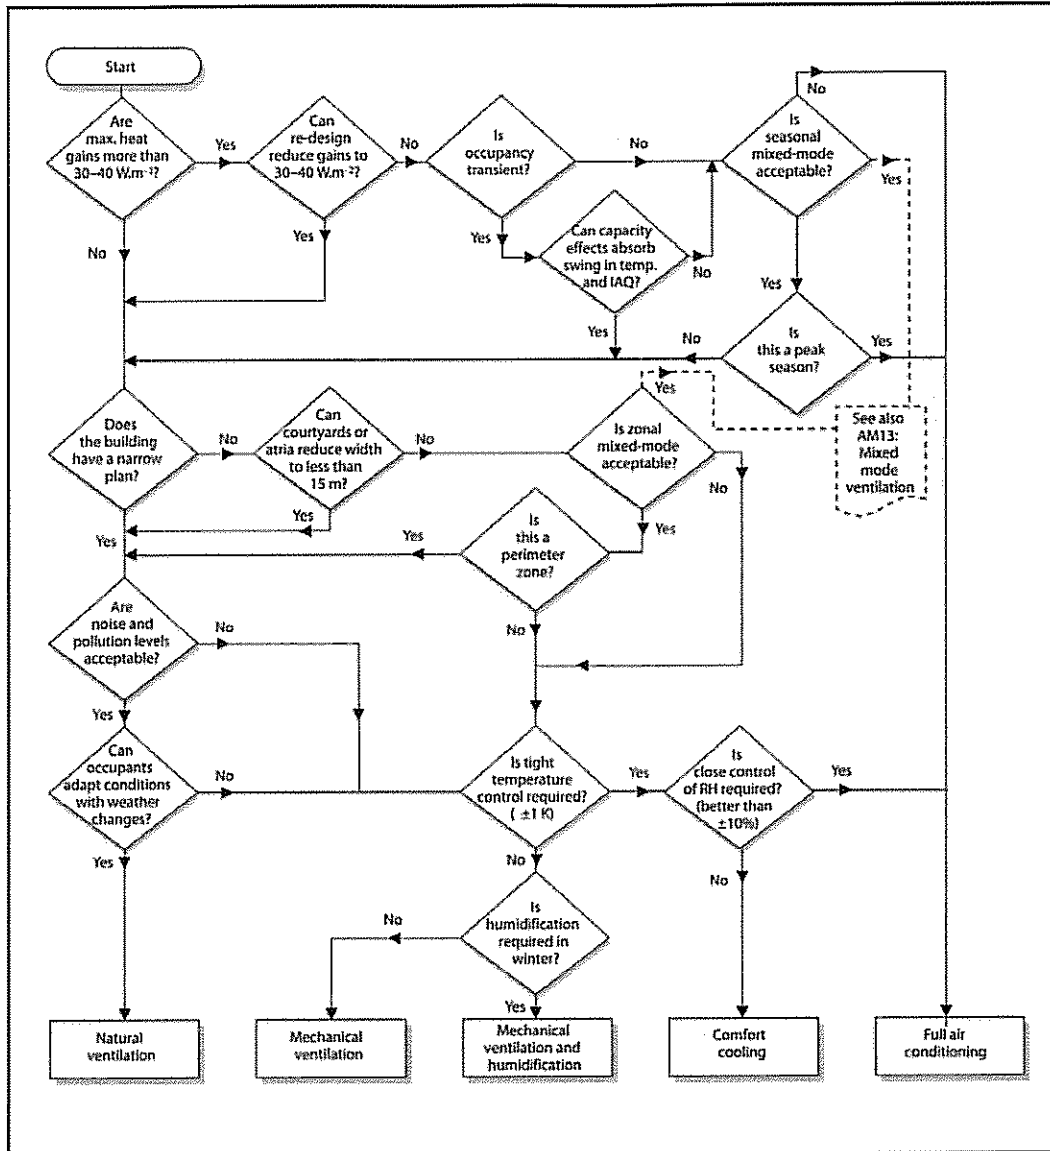 Start
Are
max. heat
gains more than
30–40 W.m⁻²?
Yes
No
Can
re-design
reduce gains to
30–40 W.m⁻²?
No
Yes
Is
occupancy
transient?
No
Yes
Can capacity
effects absorb
swing in temp.
and IAQ?
No
Yes
Is
seasonal
mixed-mode
acceptable?
No
Yes
Yes
Is
this a peak
season?
No
Yes
See also
AM13:
Mixed
mode
ventilation
Does
the building
have a narrow
plan?
No
Yes
Can
courtyards or
atria reduce width
to less than
15 m?
No
Yes
Is zonal
mixed-mode
acceptable?
Yes
No
Yes
Is
this a
perimeter
zone?
Yes
No
Are
noise and
pollution levels
acceptable?
No
Yes
Can
occupants
adapt conditions
with weather
changes?
No
Yes
Is tight
temperature
control required?
( ±1 K)
Yes
No
Is
close control
of RH required?
(better than
±10%)
Yes
No
Is
humidification
required in
winter?
No
Yes
Natural
ventilation
Mechanical
ventilation
Mechanical
ventilation and
humidification
Comfort
cooling
Full air
conditioning